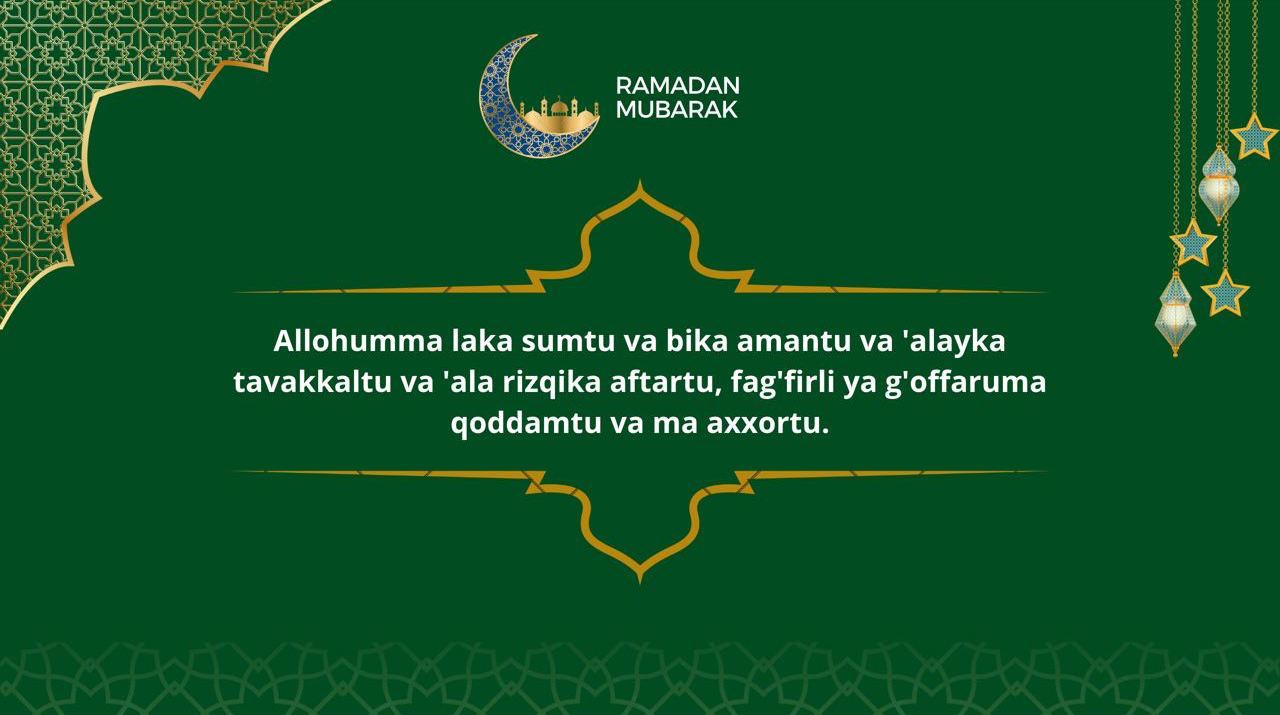 RAMADAN
MUBARAK
Allohumma laka sumtu va bika amantu va 'alayka
tavakkaltu va 'ala rizqika aftartu, fag'firli ya g'offaruma
qoddamtu va ma axxortu.